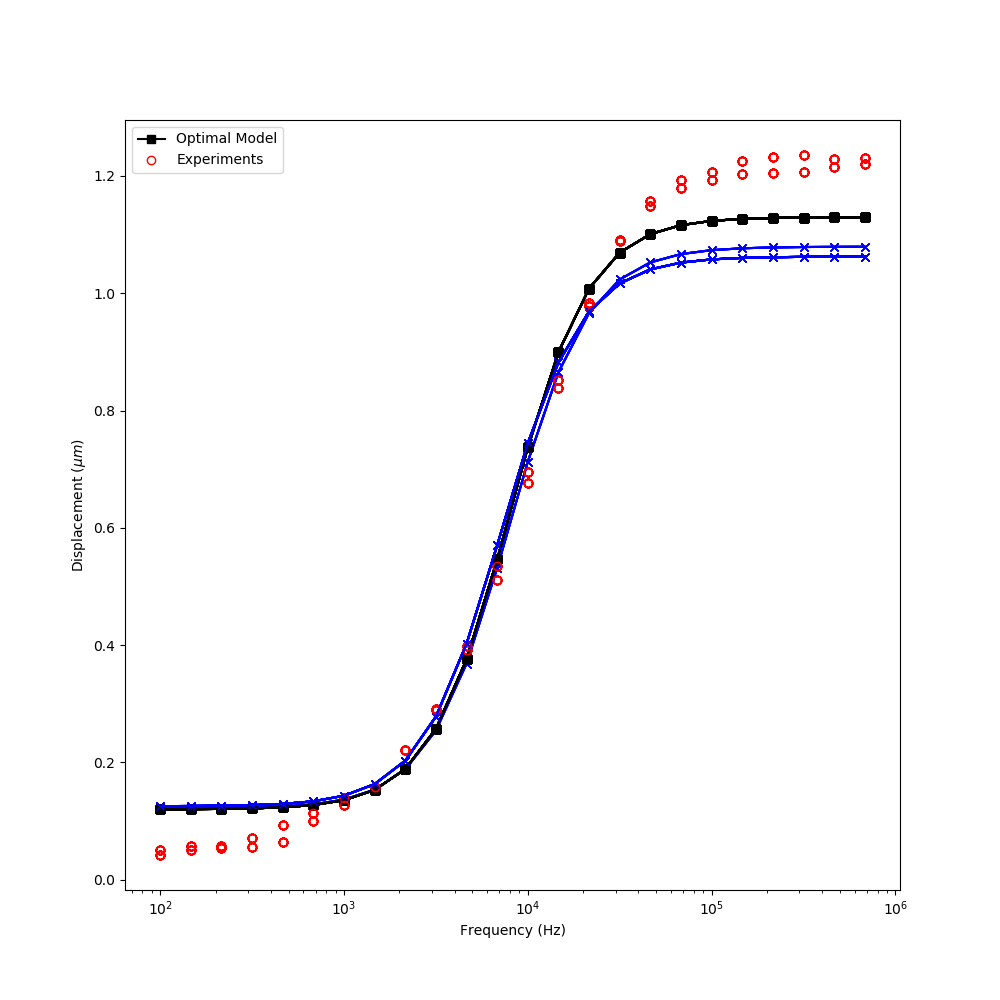 Optimal Model
Experiments
1.2
1.0
0.8
0.6
0.4
0.2
0.0
Displacement (μm)
10² 10³ 10⁴ 10⁵ 10⁶
Frequency (Hz)